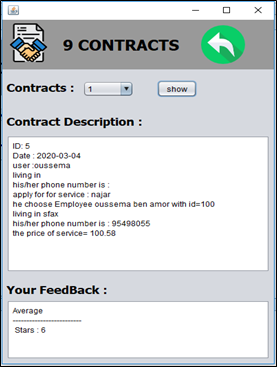 9 CONTRACTS
Contracts : 1 show
Contract Description :
ID: 5
Date : 2020-03-04
user :oussema
living in
his/her phone number is :
apply for for service : najar
he choose Employee oussema ben amor with id=100
living in sfax
his/her phone number is : 95498055
the price of service= 100.58
Your FeedBack :
Average
-------------------------
Stars : 6